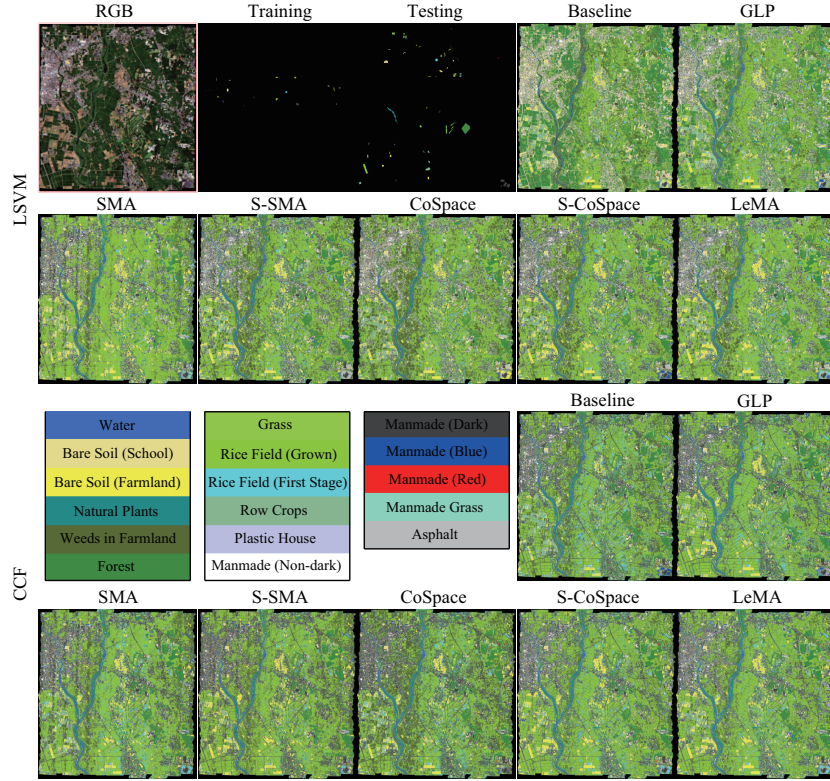 RGB Training Testing Baseline GLP
LSVM
SMA S-SMA CoSpace S-CoSpace LeMA
Baseline GLP
Water
Bare Soil (School)
Bare Soil (Farmland)
Natural Plants
Weeds in Farmland
Forest
Grass
Rice Field (Grown)
Rice Field (First Stage)
Row Crops
Plastic House
Manmade (Non-dark)
Manmade (Dark)
Manmade (Blue)
Manmade (Red)
Manmade Grass
Asphalt
CCF
SMA S-SMA CoSpace S-CoSpace LeMA